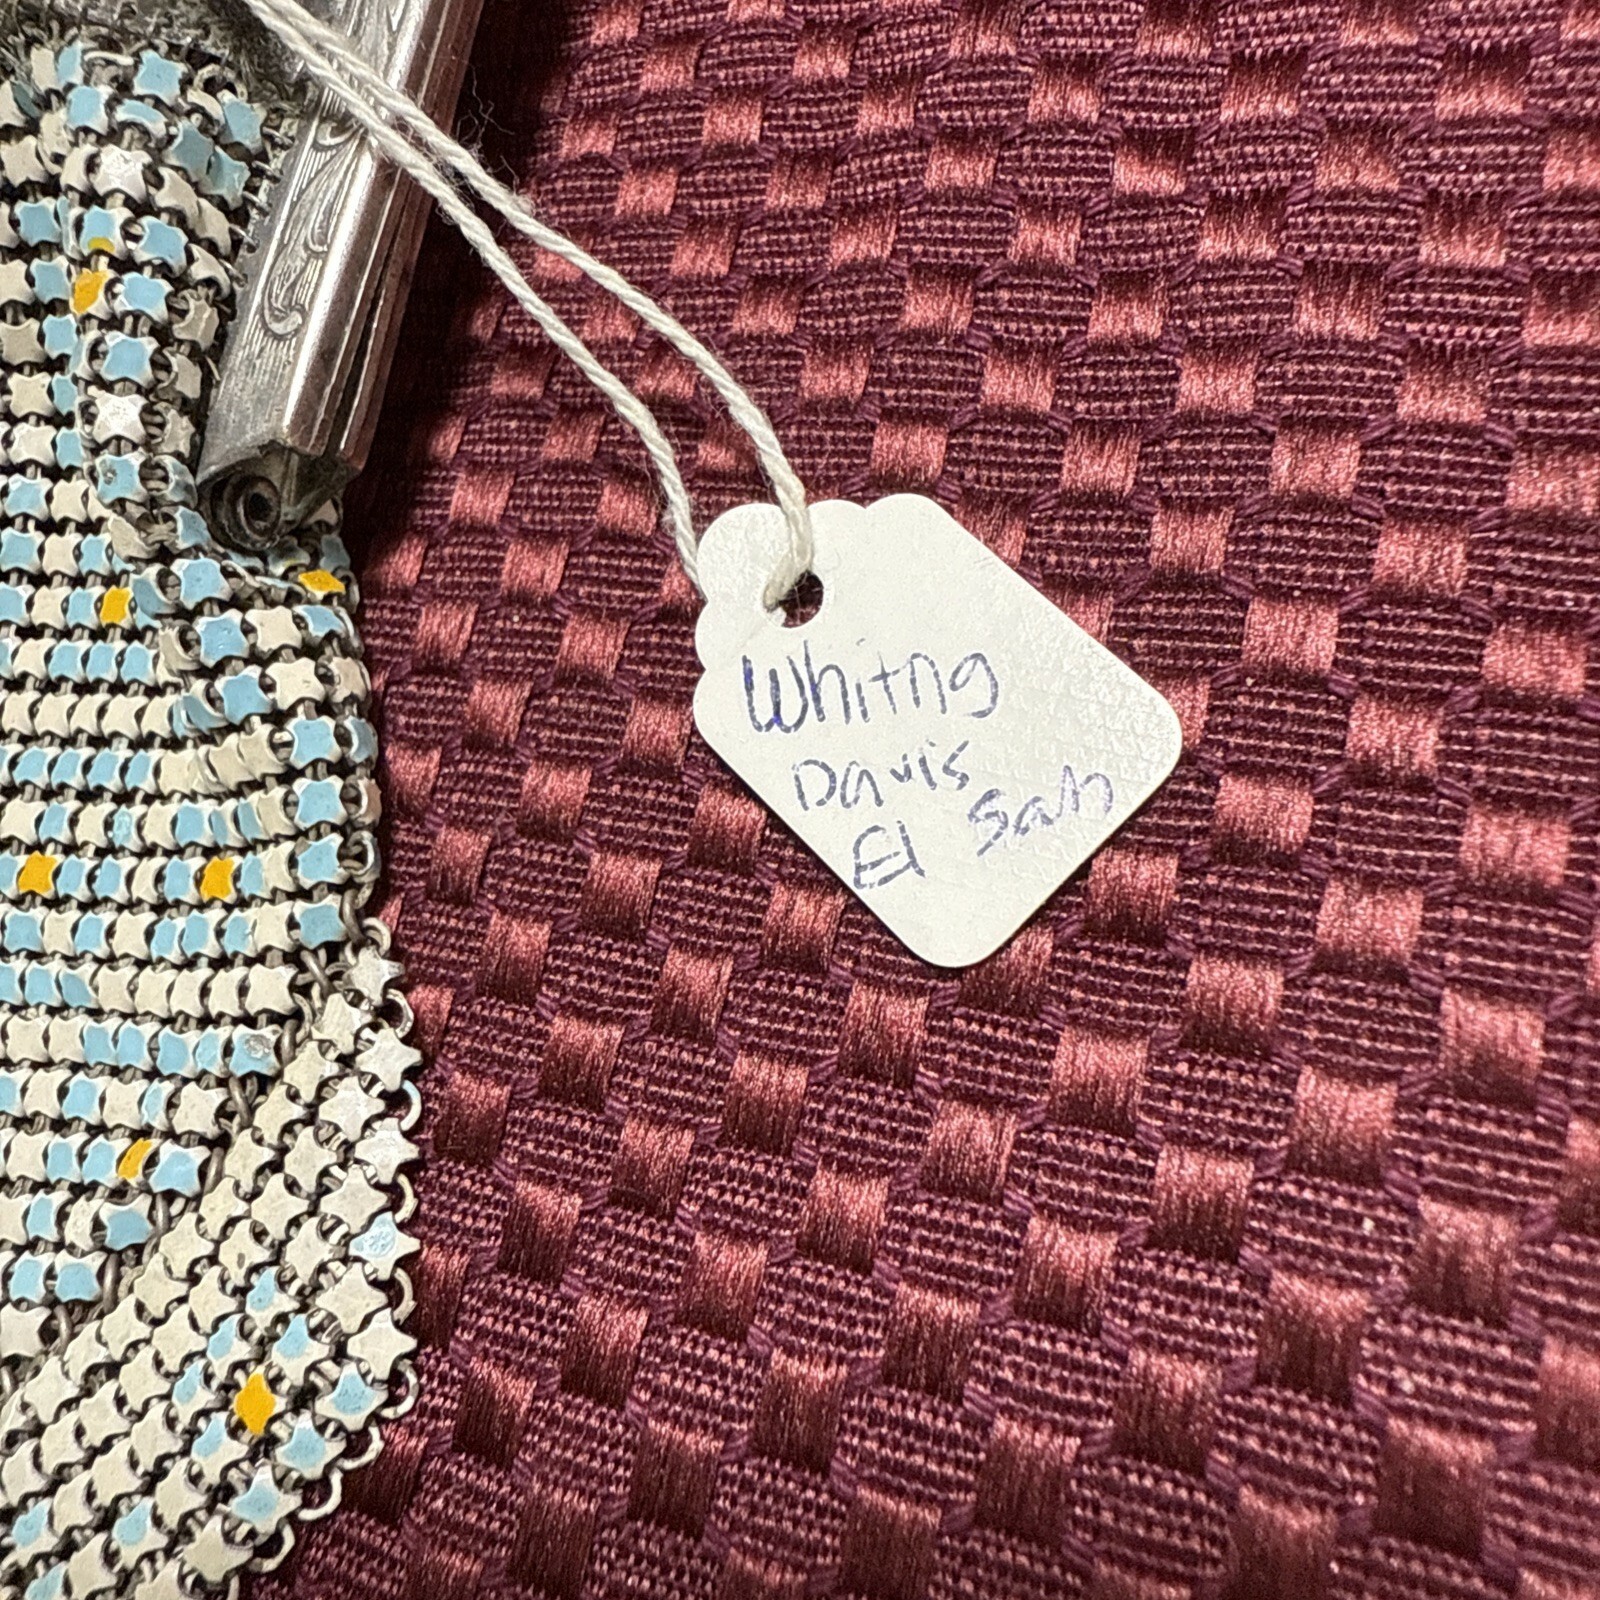 Whitng
Davis
El Sah